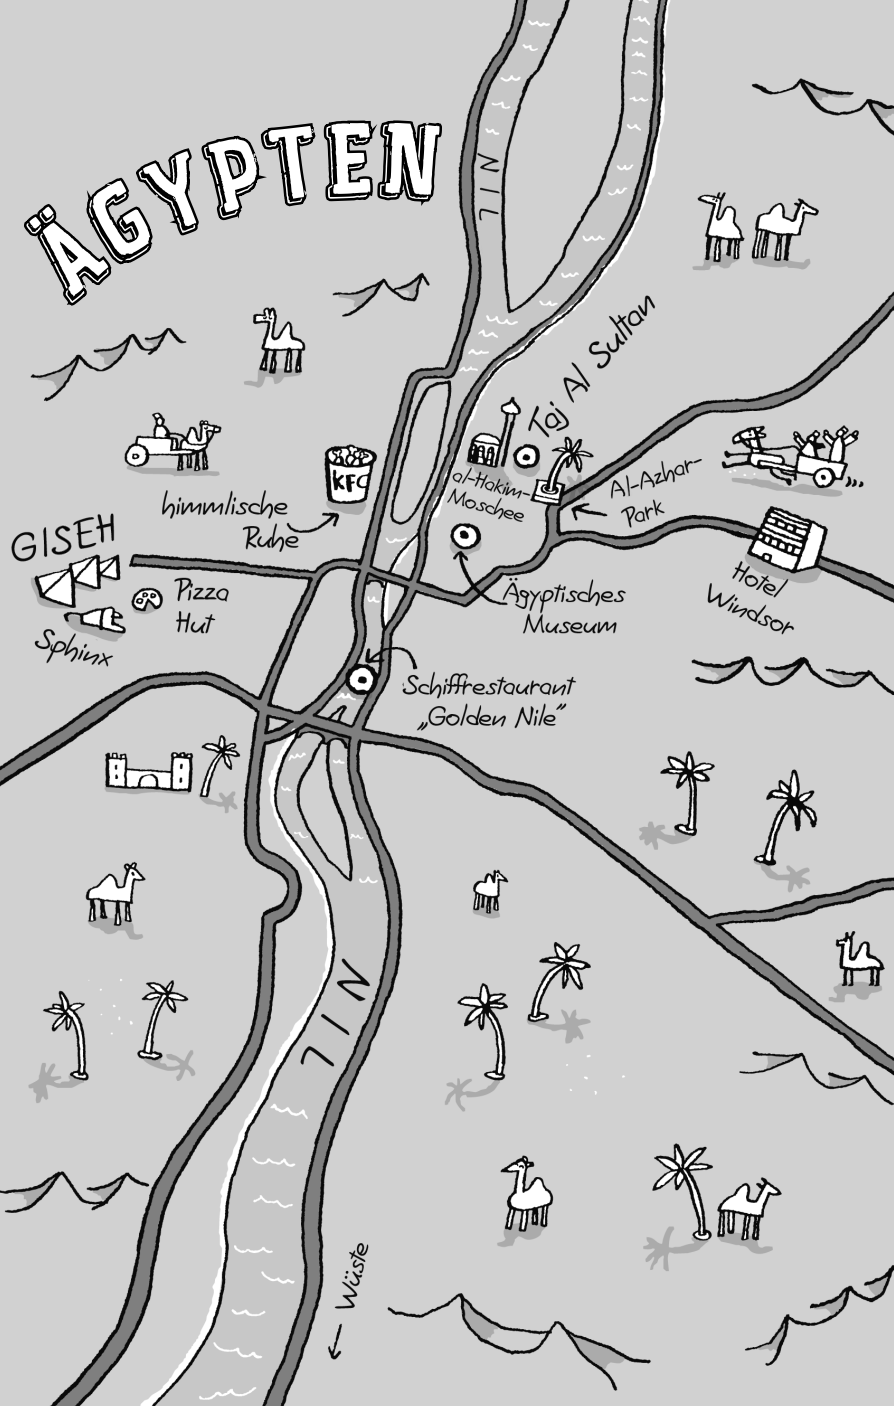 ÄGYPTEN
NIL
Taj Al Sultan
al-Hakim-
Moschee
Al-Azhar-
Park
KFC
himmlische
Ruhe
GISEH
Pizza
Hut
Sphinx
Ägyptisches
Museum
Hotel
Windsor
Schiffrestaurant
„Golden Nile“
NIL
Wüste